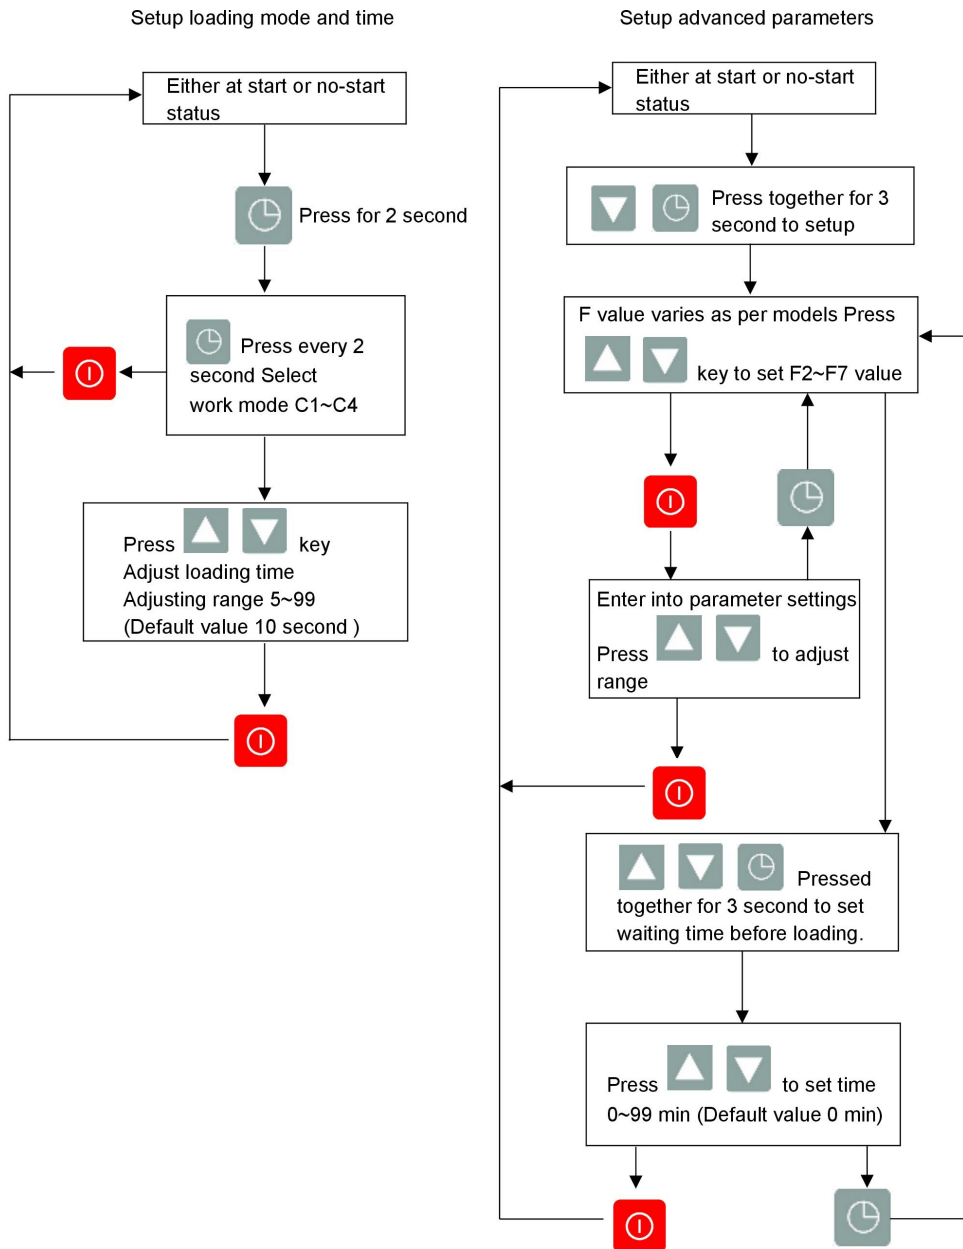 Setup loading mode and time
Either at start or no-start
status
Press for 2 second
Press every 2
second Select
work mode C1~C4
Press key
Adjust loading time
Adjusting range 5~99
(Default value 10 second )
Setup advanced parameters
Either at start or no-start
status
Press together for 3
second to setup
F value varies as per models Press
key to set F2~F7 value
Enter into parameter settings
Press to adjust
range
Pressed
together for 3 second to set
waiting time before loading.
Press to set time
0~99 min (Default value 0 min)